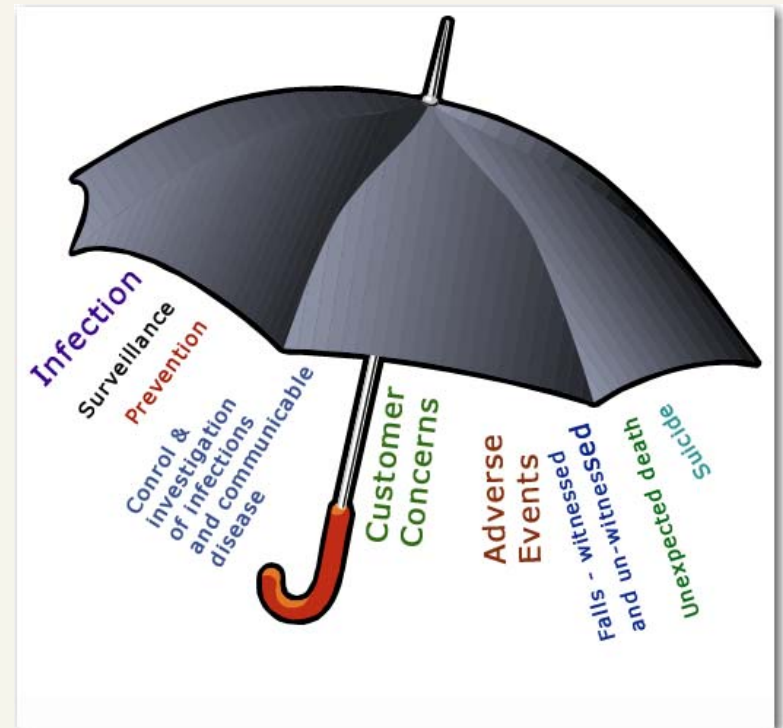 Infection
Surveillance
Prevention
Conrol &
investigation
of infections
and communicable
disease
Customer
Concerns
Adverse
Events
Falls - witnessed
and un-witnessed
Unexpected death
Suicide